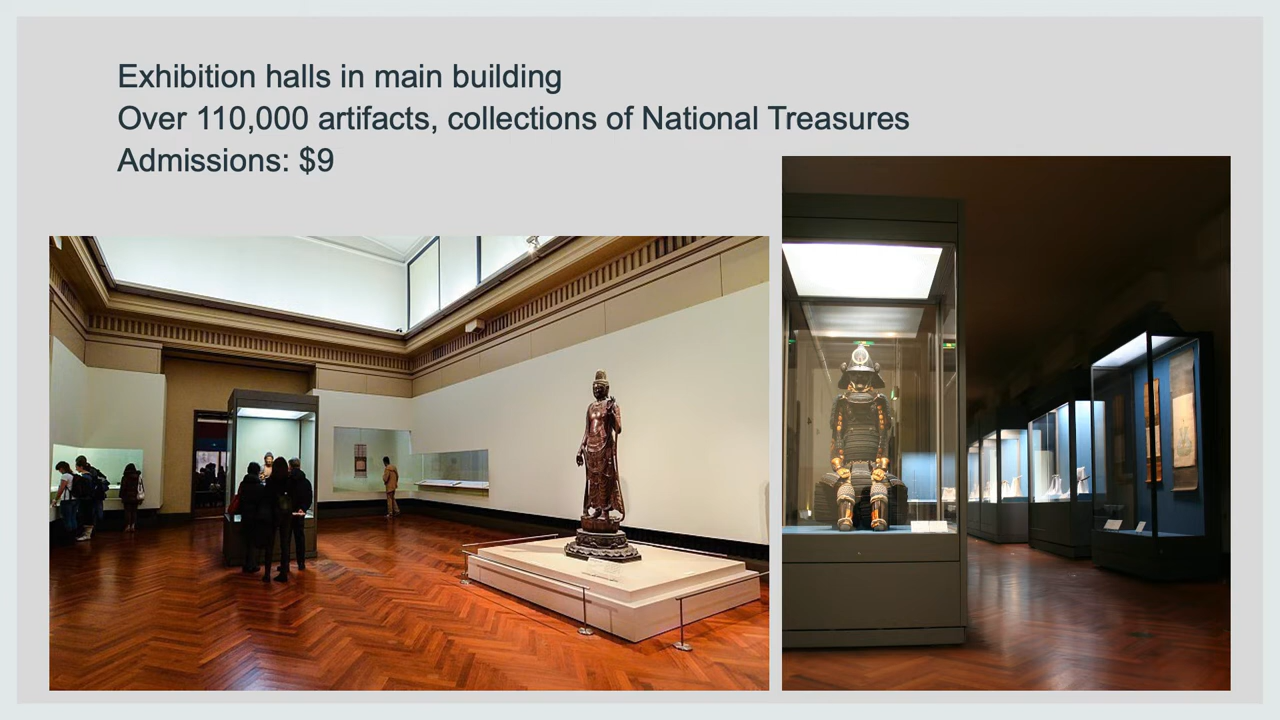 Exhibition halls in main building
Over 110,000 artifacts, collections of National Treasures
Admissions: $9